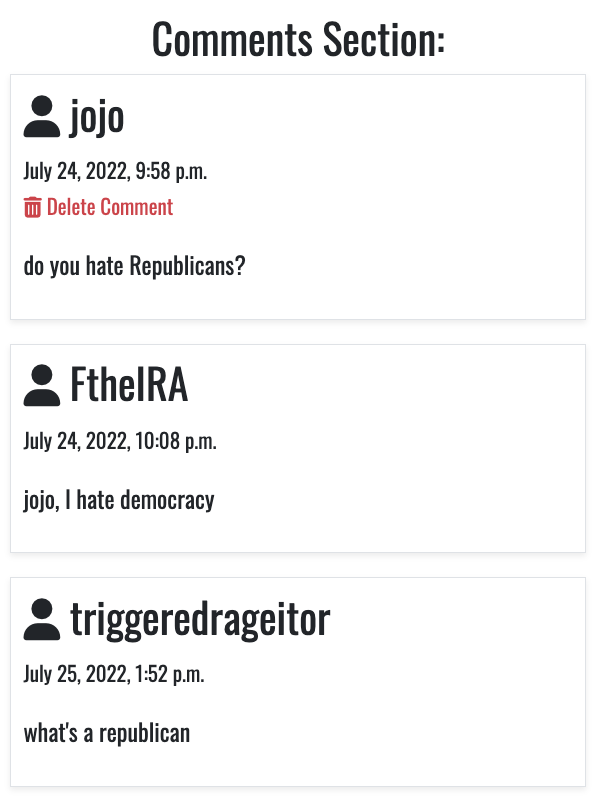 Comments Section:
jojo
July 24, 2022, 9:58 p.m.
Delete Comment
do you hate Republicans?
FtheIRA
July 24, 2022, 10:08 p.m.
jojo, I hate democracy
triggeredrageitor
July 25, 2022, 1:52 p.m.
what's a republican